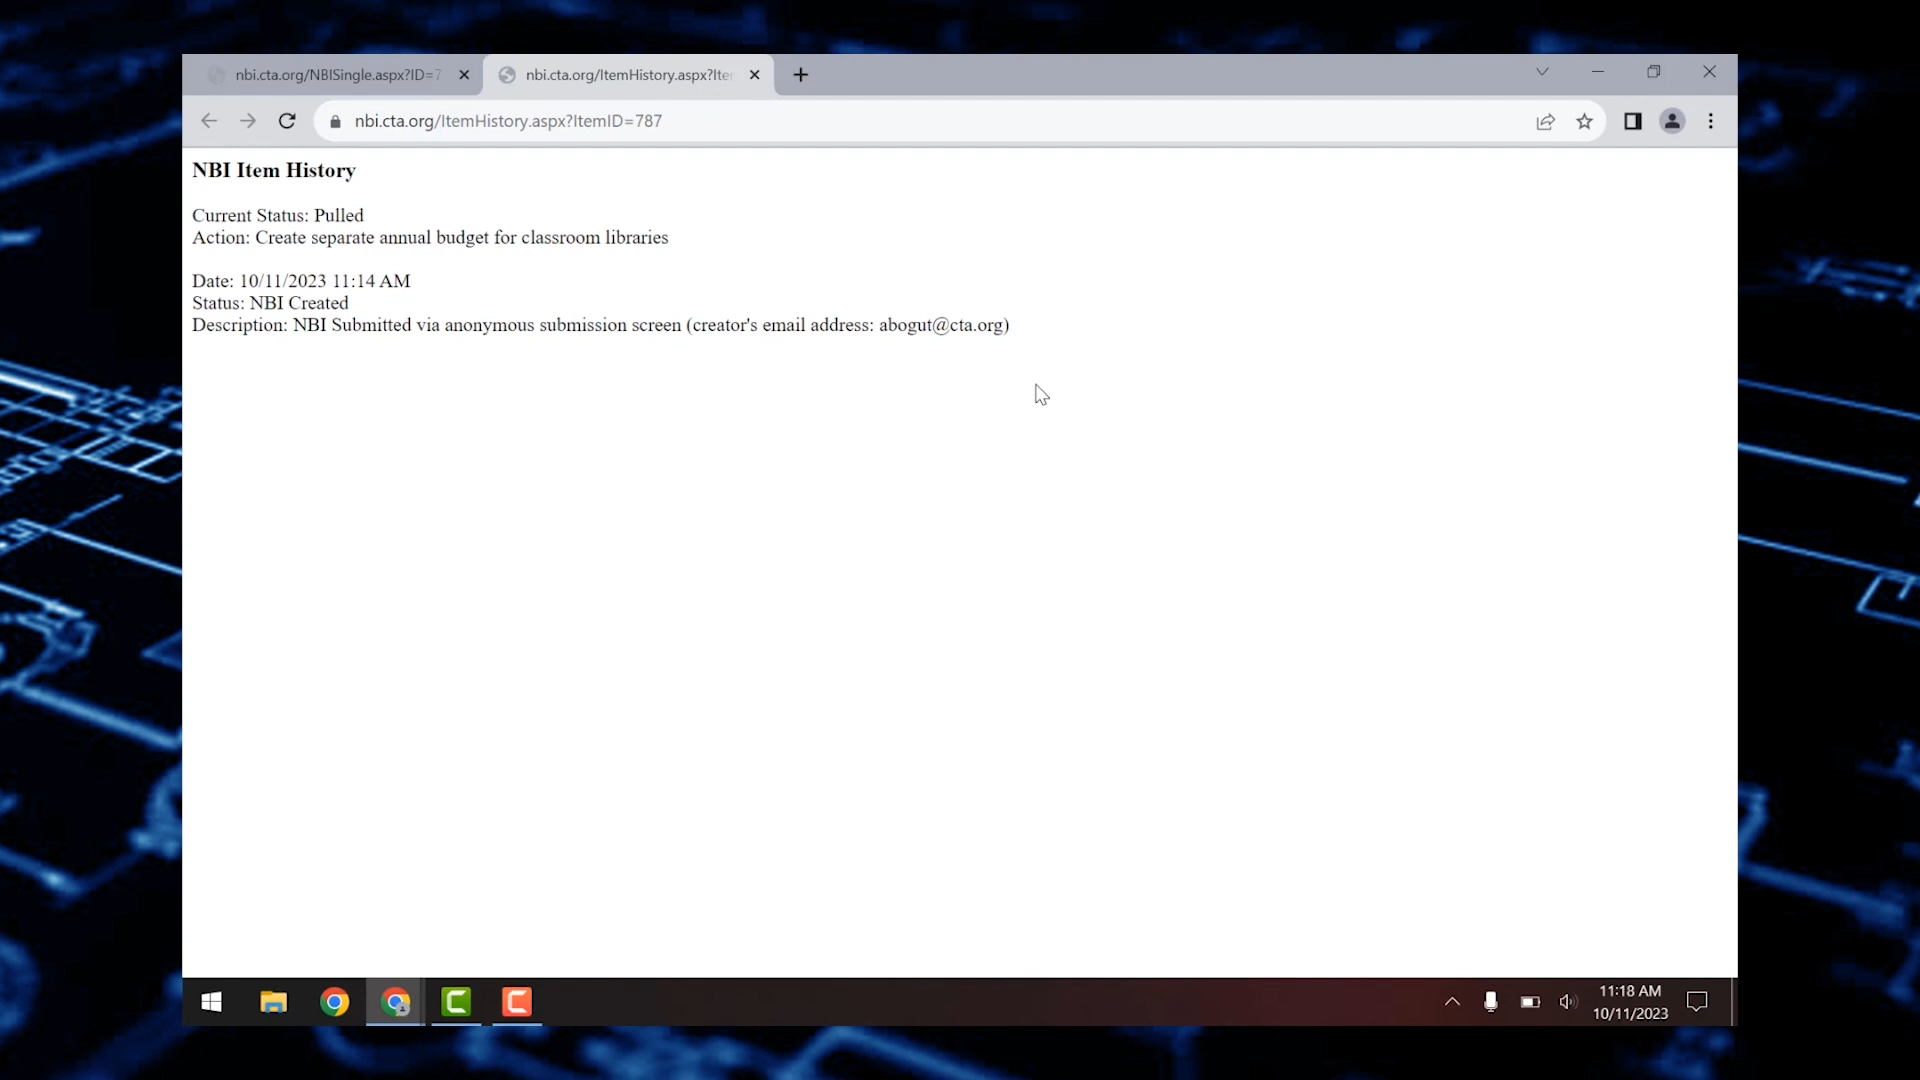 nbi.cta.org/NBISingle.aspx?ID=7
nbi.cta.org/ItemHistory.aspx?Ite
nbi.cta.org/ItemHistory.aspx?ItemID=787
NBI Item History
Current Status: Pulled
Action: Create separate annual budget for classroom libraries
Date: 10/11/2023 11:14 AM
Status: NBI Created
Description: NBI Submitted via anonymous submission screen (creator's email address: abogut@cta.org)
11:18 AM
10/11/2023